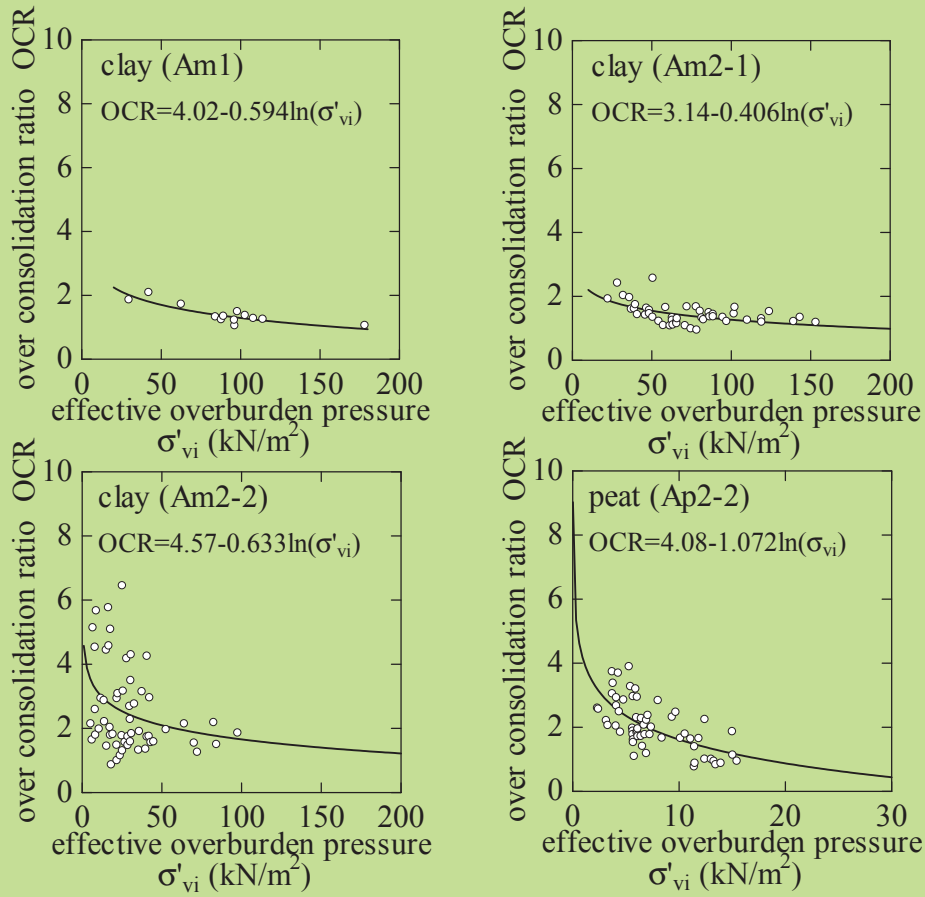 over consolidation ratio OCR
10
8
6
4
2
0
clay (Am1)
OCR=4.02-0.594ln(σ'vi)
0 50 100 150 200
effective overburden pressure
σ'vi (kN/m²)
over consolidation ratio OCR
10
8
6
4
2
0
clay (Am2-1)
OCR=3.14-0.406ln(σ'vi)
0 50 100 150 200
effective overburden pressure
σ'vi (kN/m²)
over consolidation ratio OCR
10
8
6
4
2
0
clay (Am2-2)
OCR=4.57-0.633ln(σ'vi)
0 50 100 150 200
effective overburden pressure
σ'vi (kN/m²)
over consolidation ratio OCR
10
8
6
4
2
0
peat (Ap2-2)
OCR=4.08-1.072ln(σvi)
0 10 20 30
effective overburden pressure
σ'vi (kN/m²)